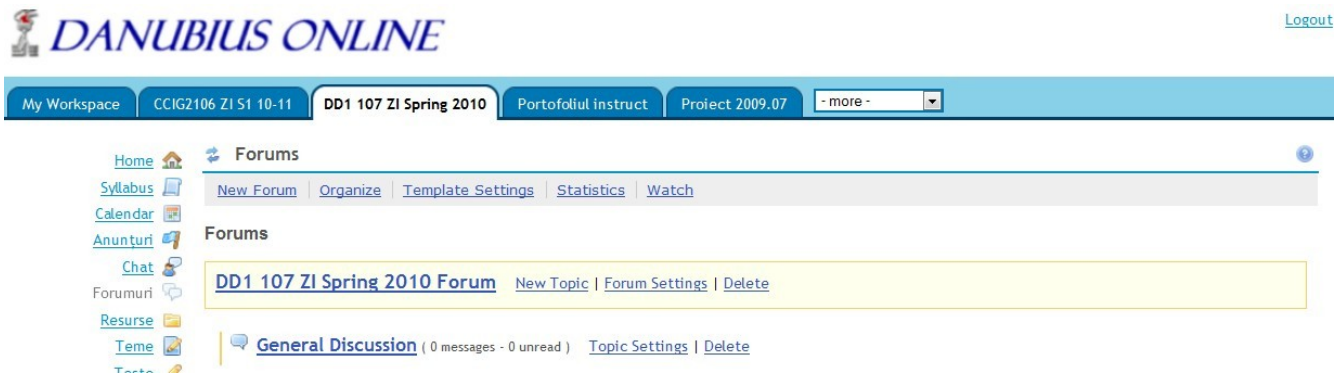 DANUBIUS ONLINE
Logout
My Workspace CCIG2106 ZI S1 10-11 DD1 107 ZI Spring 2010 Portofoliul instruct Proiect 2009.07 - more -
Home
Syllabus
Calendar
Anunțuri
Chat
Forumuri
Resurse
Teme
Teste
Forums
New Forum | Organize | Template Settings | Statistics | Watch
Forums
DD1 107 ZI Spring 2010 Forum New Topic | Forum Settings | Delete
General Discussion ( 0 messages - 0 unread ) Topic Settings | Delete